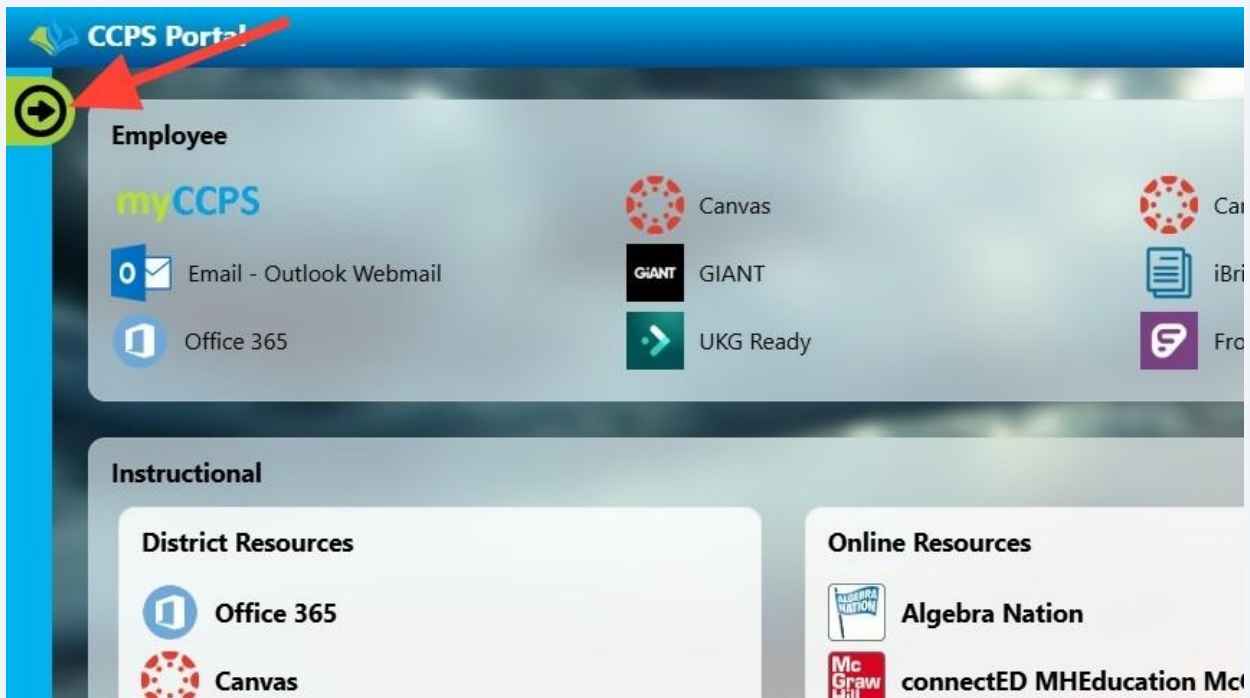 CCPS Portal
Employee
myCCPS
Canvas
Email - Outlook Webmail
GiANT
GIANT
Office 365
UKG Ready
Instructional
District Resources
Online Resources
Office 365
ALGEBRA
NATION
Algebra Nation
Canvas
Mc
Graw
Hill
connectED MHEducation